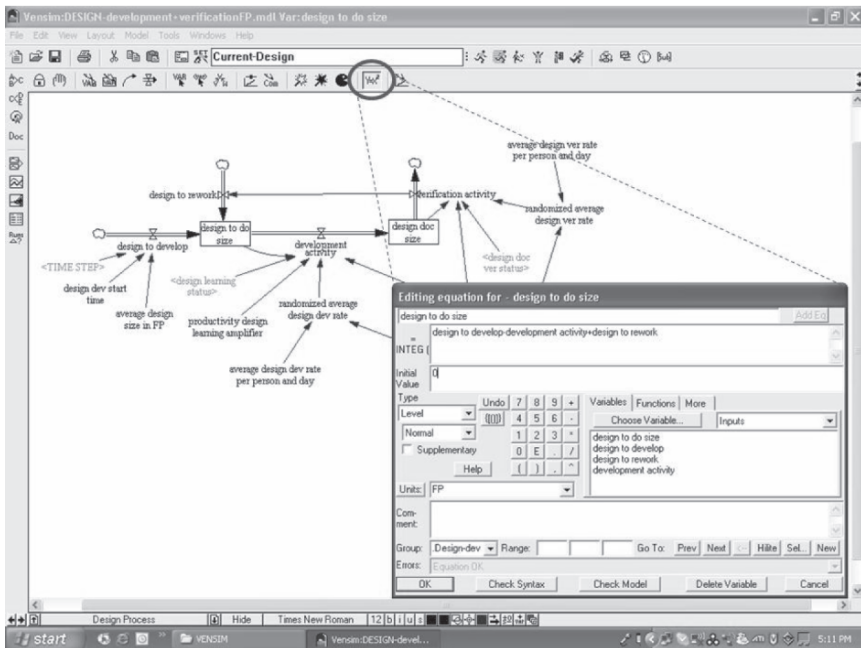 Vensim:DESIGN-development+verificationFP.mdl Var:design to do size
File Edit View Layout Model Tools Windows Help
SET Current-Design
VAB
Com
Doc
average design ver rate
per person and day
design to rework
verification activity
randomized average
design ver rate
design to do
size
design doc
size
design to develop
development
activity
<design doc
ver status>
<TIME STEP>
<design learning
status>
design dev start
time
average design
size in FP
productivity design
learning amplifier
randomized average
design dev rate
average design dev rate
per person and day
Editing equation for - design to do size
design to do size
Add Eq
=
INTEG (
design to develop-development activity+design to rework
Initial
Value
0
Type
Level
Normal
Supplementary
Help
Undo 7 8 9 +
4 5 6 -
1 2 3 *
0 E . /
( ) , ^
Variables Functions More
Choose Variable... Inputs
design to do size
design to develop
design to rework
development activity
Units: FP
Com-
ment:
Group: .Design-dev Range: Go To: Prev Next <- Hilite Sel... New
Errors: Equation OK
OK Check Syntax Check Model Delete Variable Cancel
Design Process Hide Times New Roman 12 b i u s
start VENSIM Vensim:DESIGN-devel... 5:11 PM